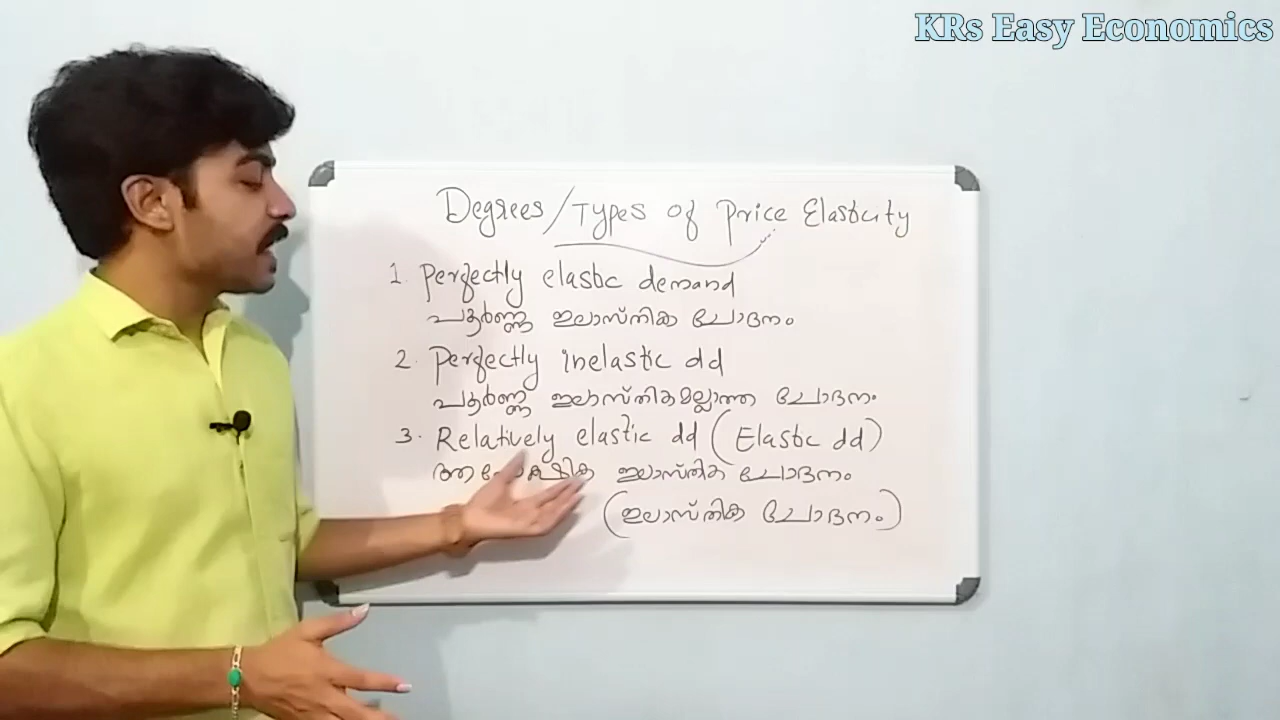 KRs Easy Economics
Degrees/Types of Price Elasticity
1. Perfectly elastic demand
പൂർണ്ണ ഇലാസ്തിക ചോദനം
2. Perfectly inelastic dd
പൂർണ്ണ ഇലാസ്തികമല്ലാത്ത ചോദനം
3. Relatively elastic dd (Elastic dd)
ഇലാസ്തിക ചോദനം
(ഇലാസ്തിക ചോദനം)